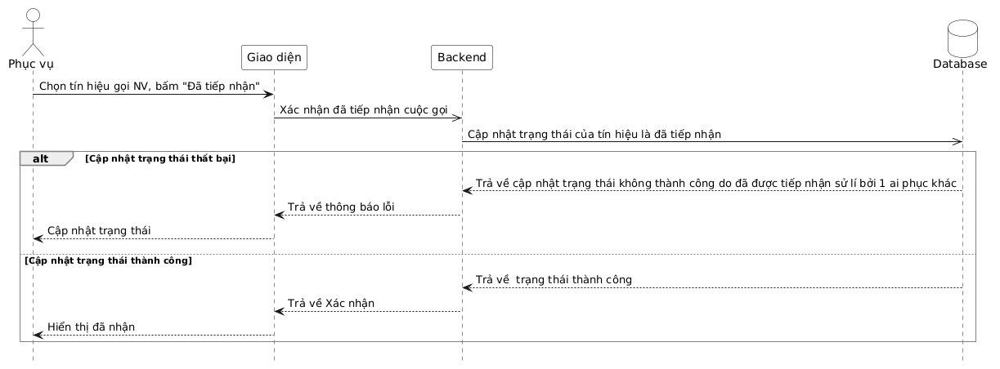 Phục vụ
Giao diện
Backend
Database
Chọn tín hiệu gọi NV, bấm "Đã tiếp nhận"
Xác nhận đã tiếp nhận cuộc gọi
Cập nhật trạng thái của tín hiệu là đã tiếp nhận
alt
[Cập nhật trạng thái thất bại]
Trả về cập nhật trạng thái không thành công do đã được tiếp nhận sử lí bởi 1 ai phục khác
Trả về thông báo lỗi
Cập nhật trạng thái
[Cập nhật trạng thái thành công]
Trả về  trạng thái thành công
Trả về Xác nhận
Hiển thị đã nhận